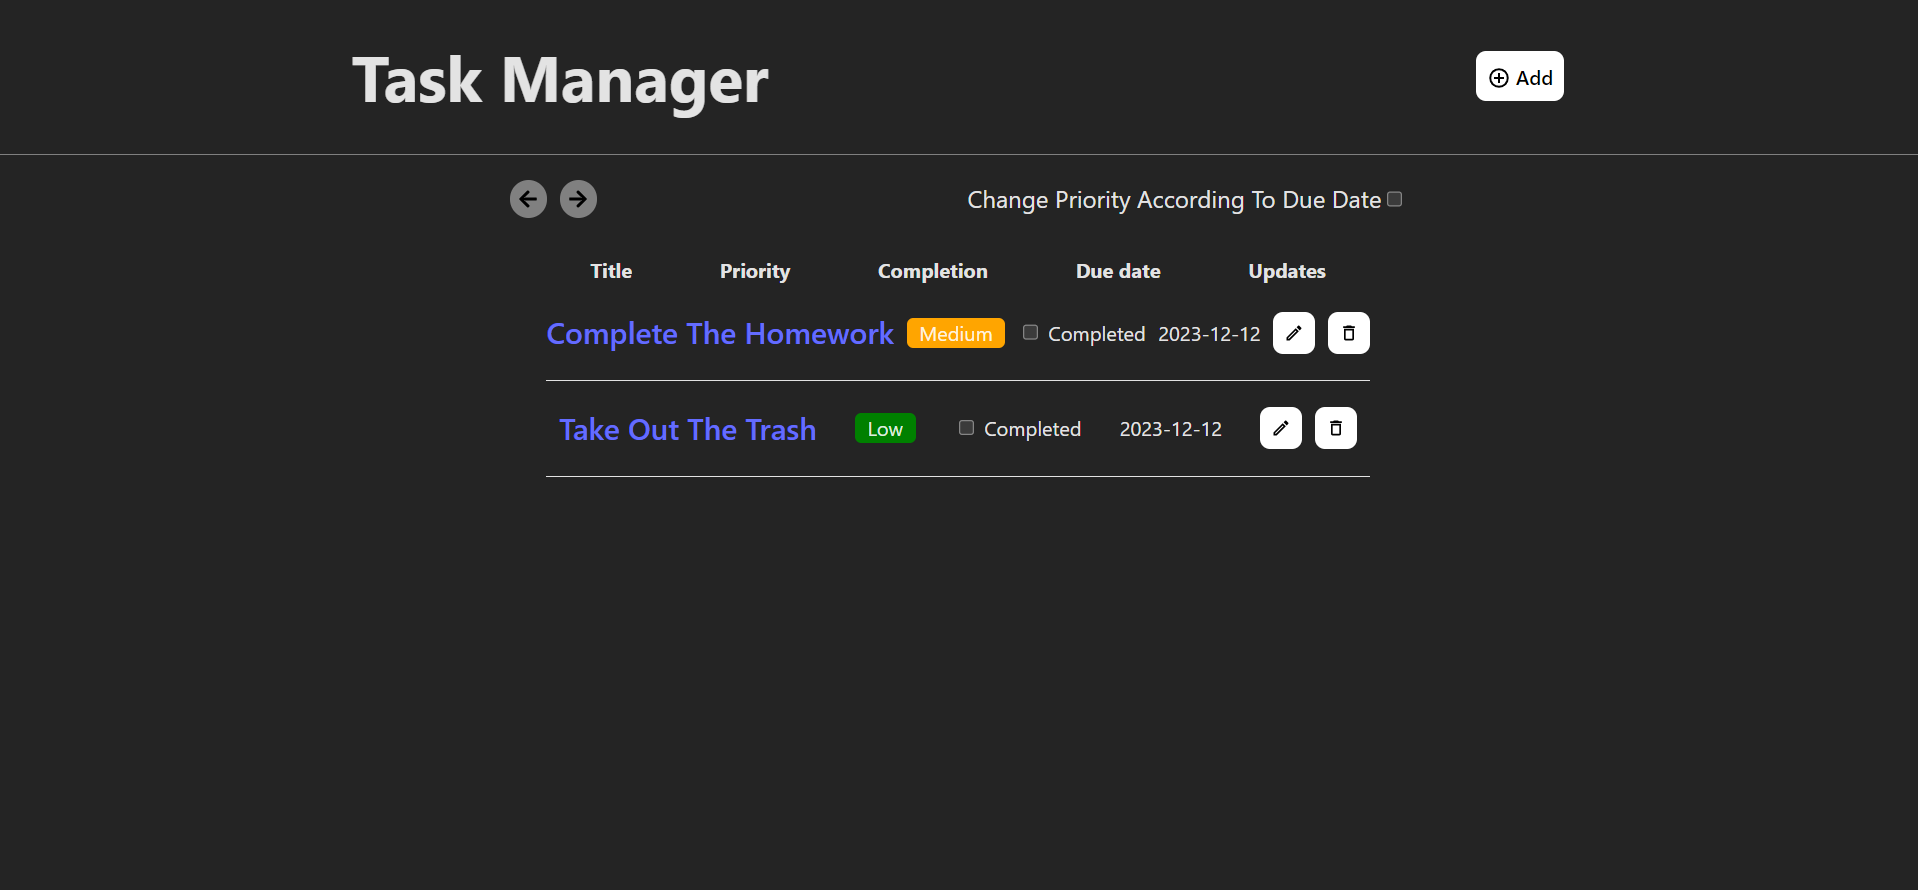 Task Manager
Add
Change Priority According To Due Date
Title Priority Completion Due date Updates
Complete The Homework Medium Completed 2023-12-12
Take Out The Trash Low Completed 2023-12-12